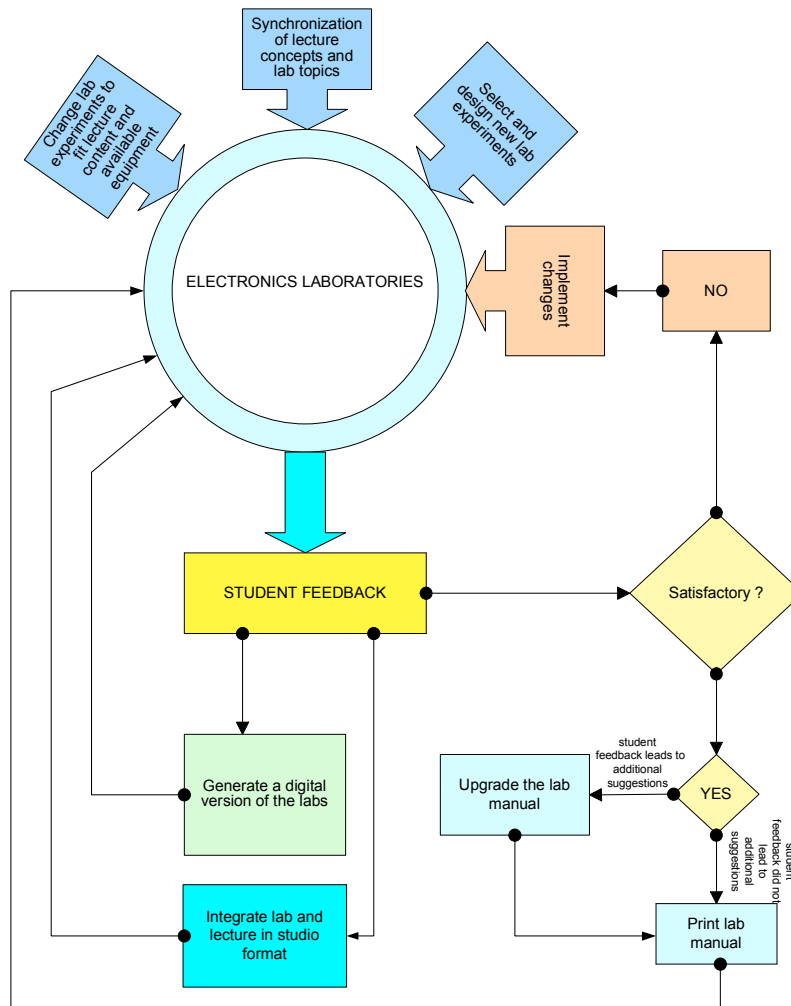 Synchronization
of lecture
concepts and
lab topics
Change lab
experiments to
fit lecture
content and
available
equipment
Select and
design new lab
experiments
ELECTRONICS LABORATORIES
Implement
changes
NO
STUDENT FEEDBACK
Satisfactory ?
Generate a digital
version of the labs
student
feedback leads to
additional
suggestions
Upgrade the lab
manual
YES
student
feedback did not
lead to
additional
suggestions
Integrate lab and
lecture in studio
format
Print lab
manual